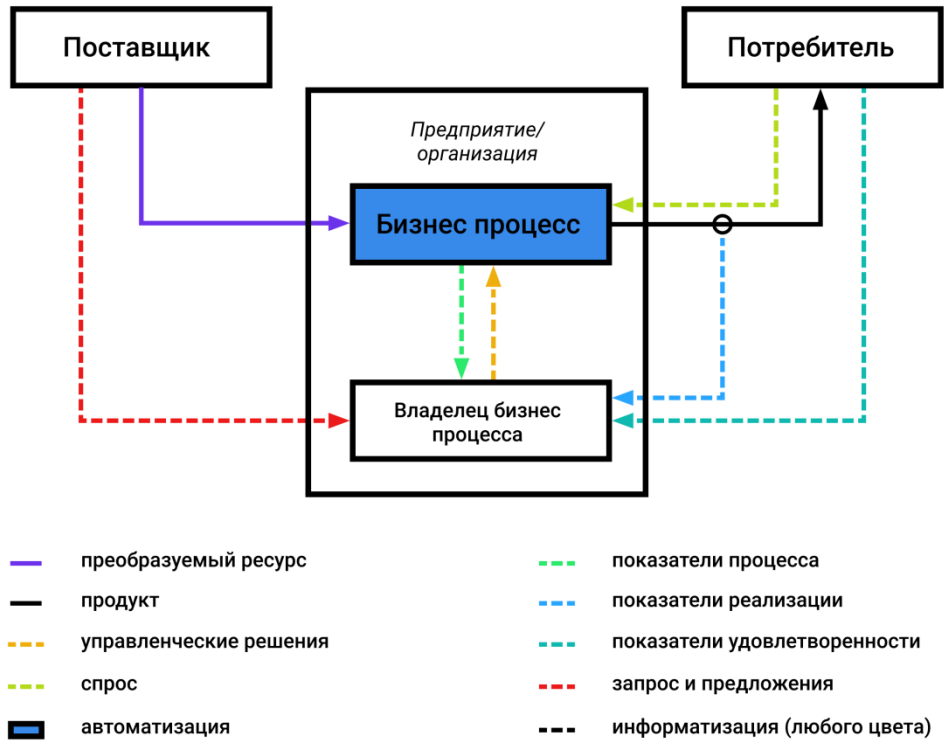 Поставщик
Потребитель
Предприятие/
организация
Бизнес процесс
Владелец бизнес
процесса
преобразуемый ресурс
продукт
управленческие решения
спрос
автоматизация
показатели процесса
показатели реализации
показатели удовлетворенности
запрос и предложения
информатизация (любого цвета)